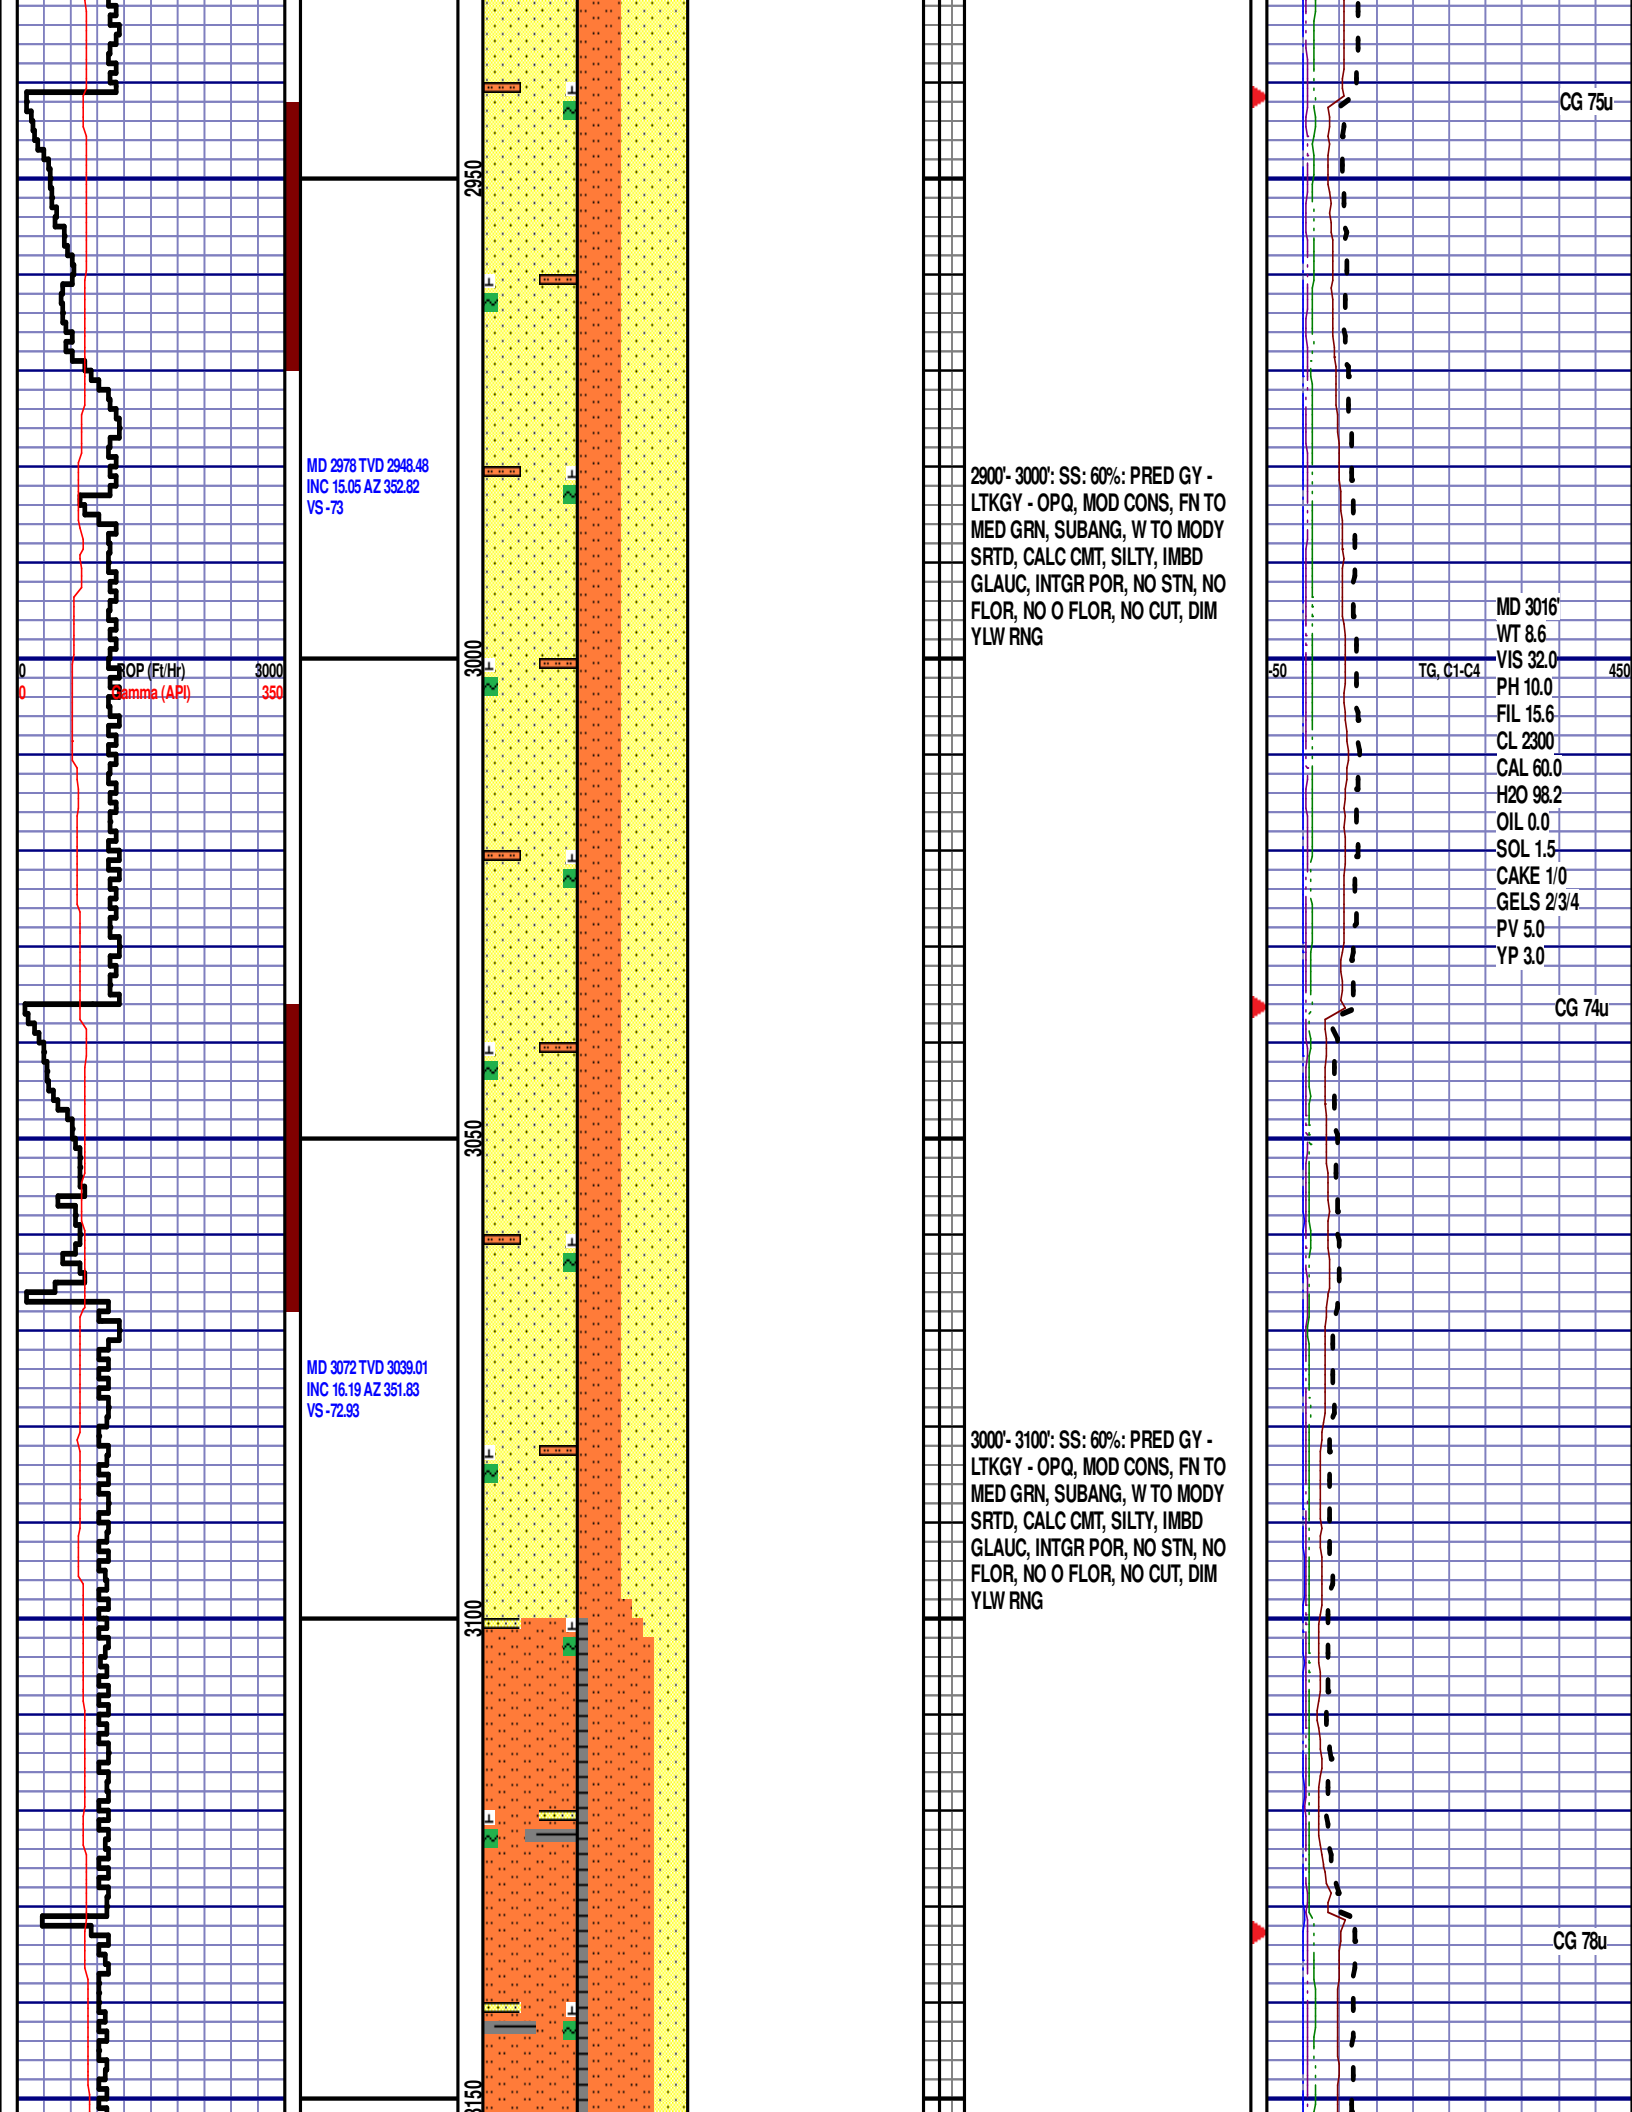 CG 75u
2950
MD 2978 TVD 2948.48
INC 15.05 AZ 352.82
VS -73
2900'- 3000': SS: 60%: PRED GY -
LTKGY - OPQ, MOD CONS, FN TO
MED GRN, SUBANG, W TO MODY
SRTD, CALC CMT, SILTY, IMBD
GLAUC, INTGR POR, NO STN, NO
FLOR, NO O FLOR, NO CUT, DIM
YLW RNG
3000
0 ROP (Ft/Hr) 3000
0 Gamma (API) 350
-50 TG, C1-C4 450
MD 3016'
WT 8.6
VIS 32.0
PH 10.0
FIL 15.6
CL 2300
CAL 60.0
H2O 98.2
OIL 0.0
SOL 1.5
CAKE 1/0
GELS 2/3/4
PV 5.0
YP 3.0
CG 74u
3050
MD 3072 TVD 3039.01
INC 16.19 AZ 351.83
VS -72.93
3000'- 3100': SS: 60%: PRED GY -
LTKGY - OPQ, MOD CONS, FN TO
MED GRN, SUBANG, W TO MODY
SRTD, CALC CMT, SILTY, IMBD
GLAUC, INTGR POR, NO STN, NO
FLOR, NO O FLOR, NO CUT, DIM
YLW RNG
3100
CG 78u
3150